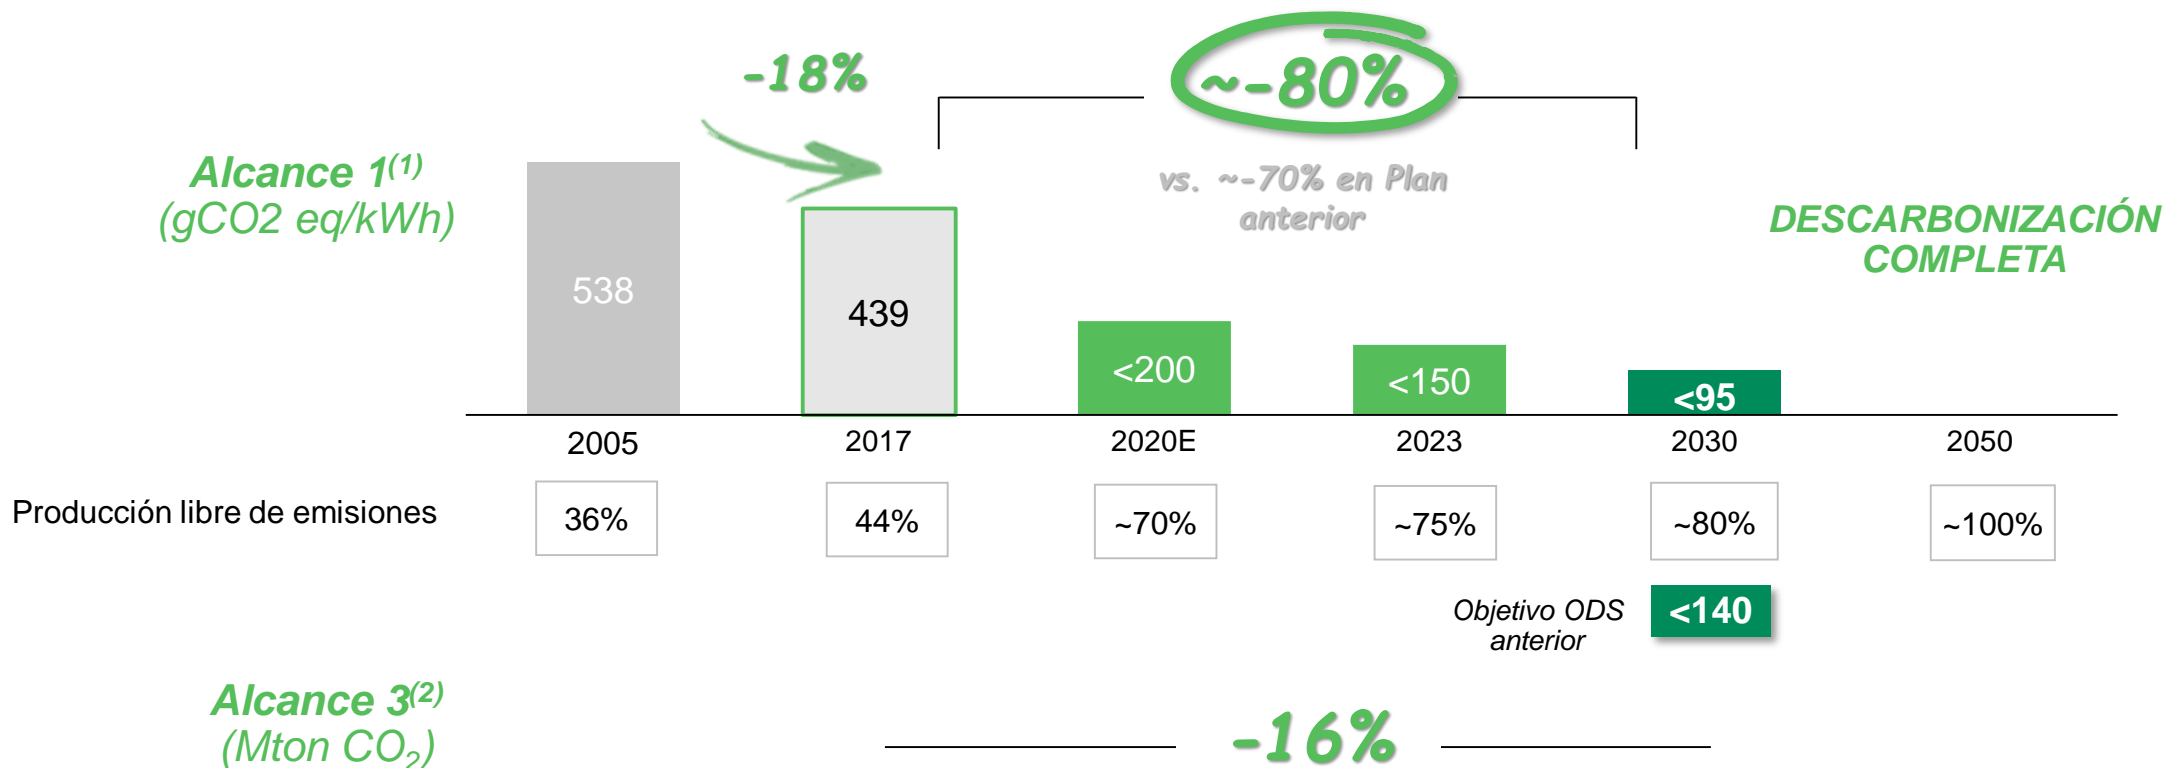 -18%
~-80%
vs. ~-70% en Plan
anterior
Alcance 1(1)
(gCO2 eq/kWh)
DESCARBONIZACIÓN
COMPLETA
538
439
<200
<150
<95
2005
2017
2020E
2023
2030
2050
Producción libre de emisiones
36%
44%
~70%
~75%
~80%
~100%
Objetivo ODS
anterior
<140
Alcance 3(2)
(Mton CO2)
-16%